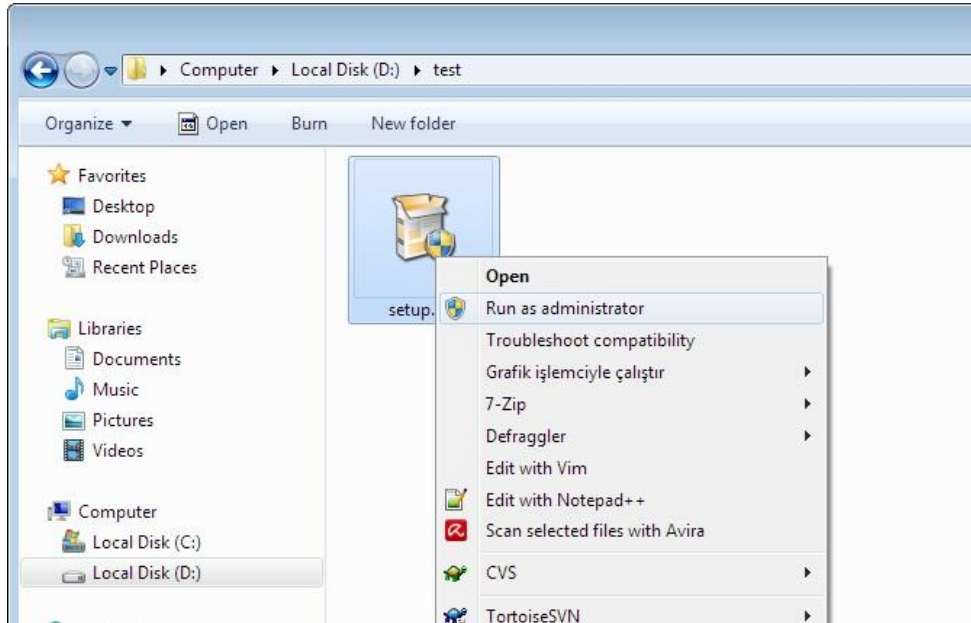 Computer Local Disk (D:) test
Organize Open Burn New folder
Favorites
Desktop
Downloads
Recent Places
Libraries
Documents
Music
Pictures
Videos
Computer
Local Disk (C:)
Local Disk (D:)
setup.
Open
Run as administrator
Troubleshoot compatibility
Grafik işlemciyle çalıştır
7-Zip
Defraggler
Edit with Vim
Edit with Notepad++
Scan selected files with Avira
CVS
TortoiseSVN